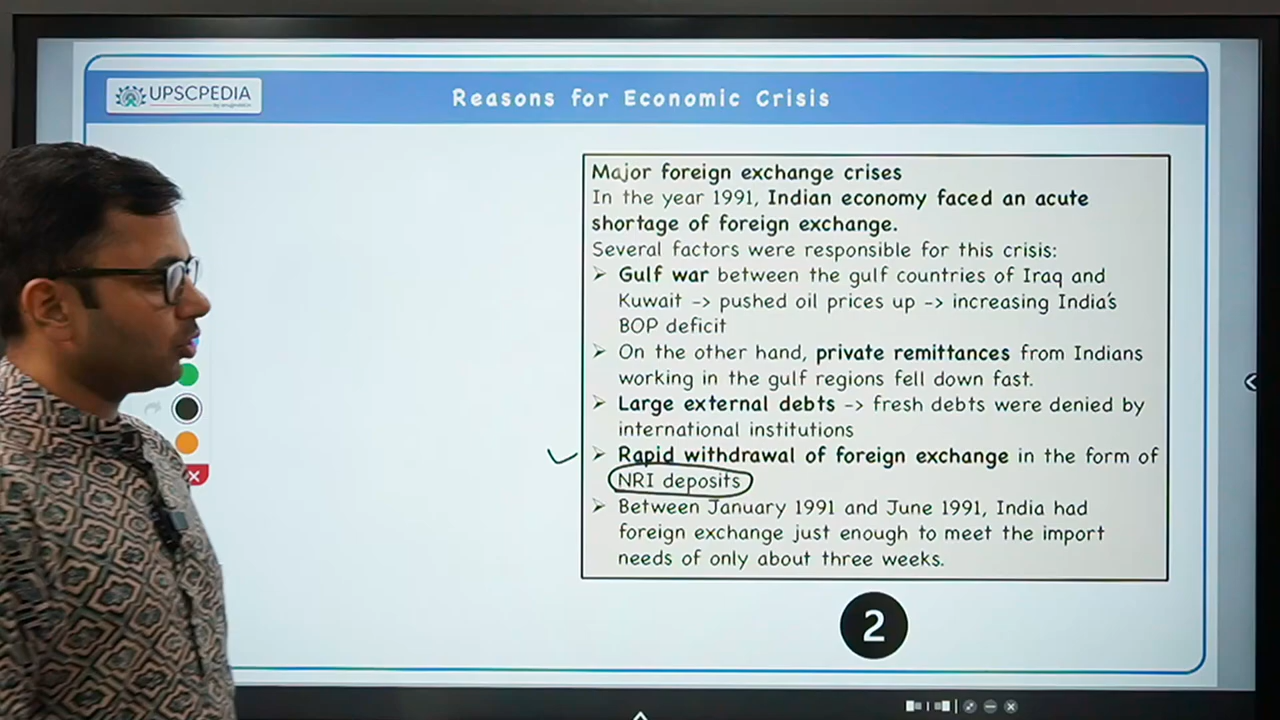 UPSCPEDIA
Reasons for Economic Crisis
Major foreign exchange crises
In the year 1991, Indian economy faced an acute
shortage of foreign exchange.
Several factors were responsible for this crisis:
➢ Gulf war between the gulf countries of Iraq and
Kuwait -> pushed oil prices up -> increasing India's
BOP deficit
➢ On the other hand, private remittances from Indians
working in the gulf regions fell down fast.
➢ Large external debts -> fresh debts were denied by
international institutions
➢ Rapid withdrawal of foreign exchange in the form of
NRI deposits
➢ Between January 1991 and June 1991, India had
foreign exchange just enough to meet the import
needs of only about three weeks.
2